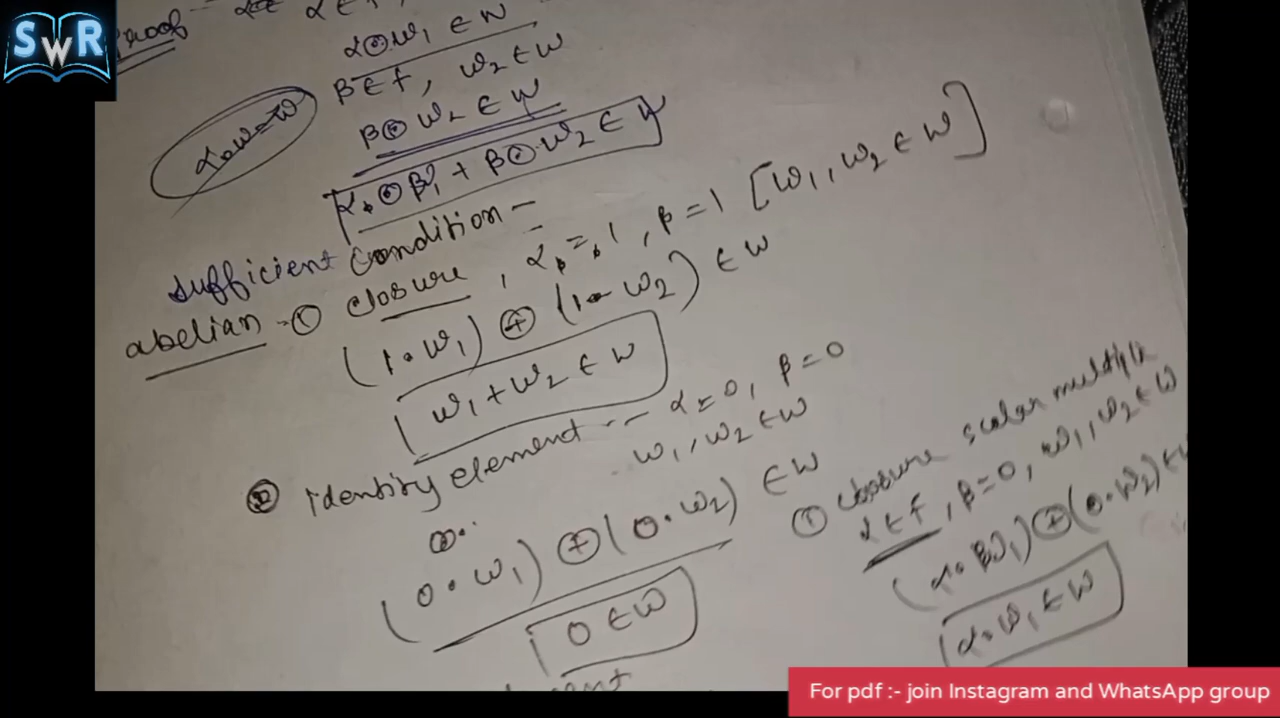 SWR
Proof -
α⊙w₁ ∈ W
β ∈ f, w₂ ∈ W
β⊙w₂ ∈ W
α⊙β₁ + β⊙w₂ ∈ W
Sufficient Condition -
abelian - ① Closure, α = 1, β = 1 [w₁, w₂ ∈ W]
(1.w₁) ⊕ (1.w₂) ∈ W
w₁ + w₂ ∈ W
② Identity element -- α = 0, β = 0
w₁, w₂ ∈ W
(0.w₁) ⊕ (0.w₂) ∈ W
0 ∈ W
① Closure scalar
α ∈ f, β = 0, w₁, w₂ ∈ W
⊕ (0.w₂)
α.w₁ ∈ W
For pdf :- join Instagram and WhatsApp group